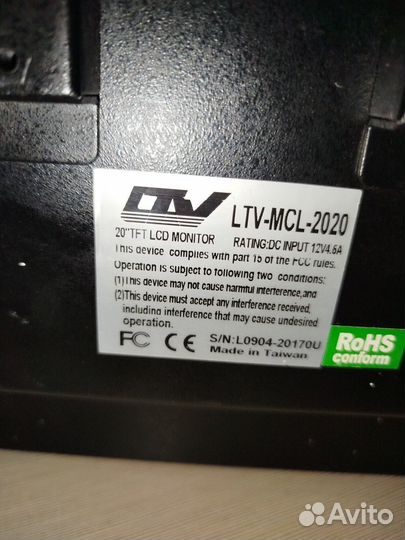 LTV LTV-MCL-2020
20"TFT LCD MONITOR RATING:DC INPUT 12V4.6A
This device complies with part 15 of the FCC rules.
Operation is subject to following two conditions:
(1)This device may not cause harmful interference,and
(2)This device must accept any interference received,
including interference that may cause undesired
operation.
FC CE S/N:L0904-20170U
Made in Taiwan
RoHS
conform
Avito